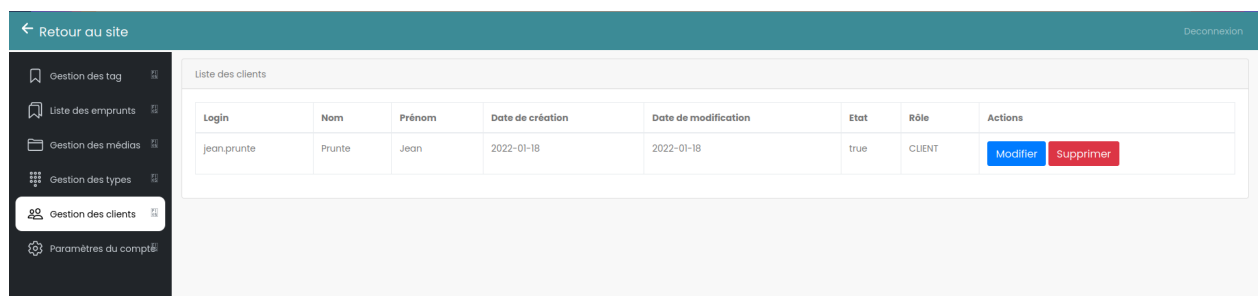 Retour au site
Deconnexion
Gestion des tag
Liste des emprunts
Gestion des médias
Gestion des types
Gestion des clients
Paramètres du compte
Liste des clients
Login Nom Prénom Date de création Date de modification Etat Rôle Actions
jean.prunte Prunte Jean 2022-01-18 2022-01-18 true CLIENT Modifier Supprimer